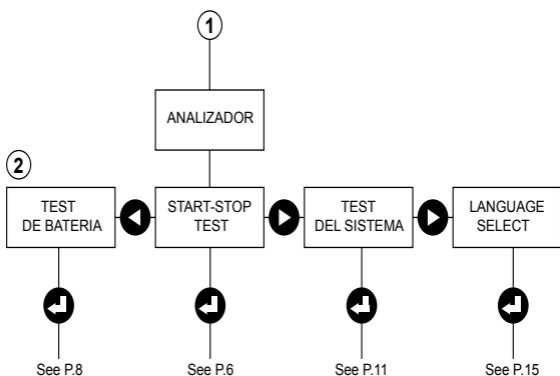 1
ANALIZADOR
2
TEST
DE BATERIA
START-STOP
TEST
TEST
DEL SISTEMA
LANGUAGE
SELECT
See P.8
See P.6
See P.11
See P.15